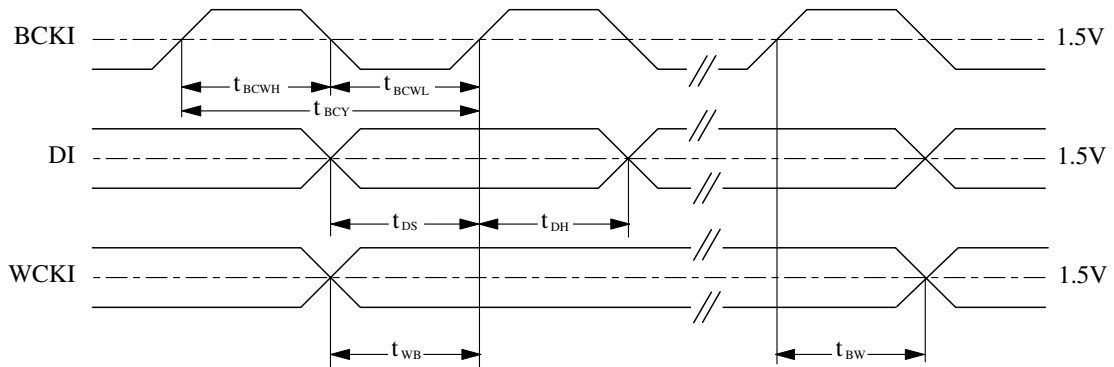 BCKI 1.5V
tBCWH tBCWL
tBCY
DI 1.5V
tDS tDH
WCKI 1.5V
tWB tBW